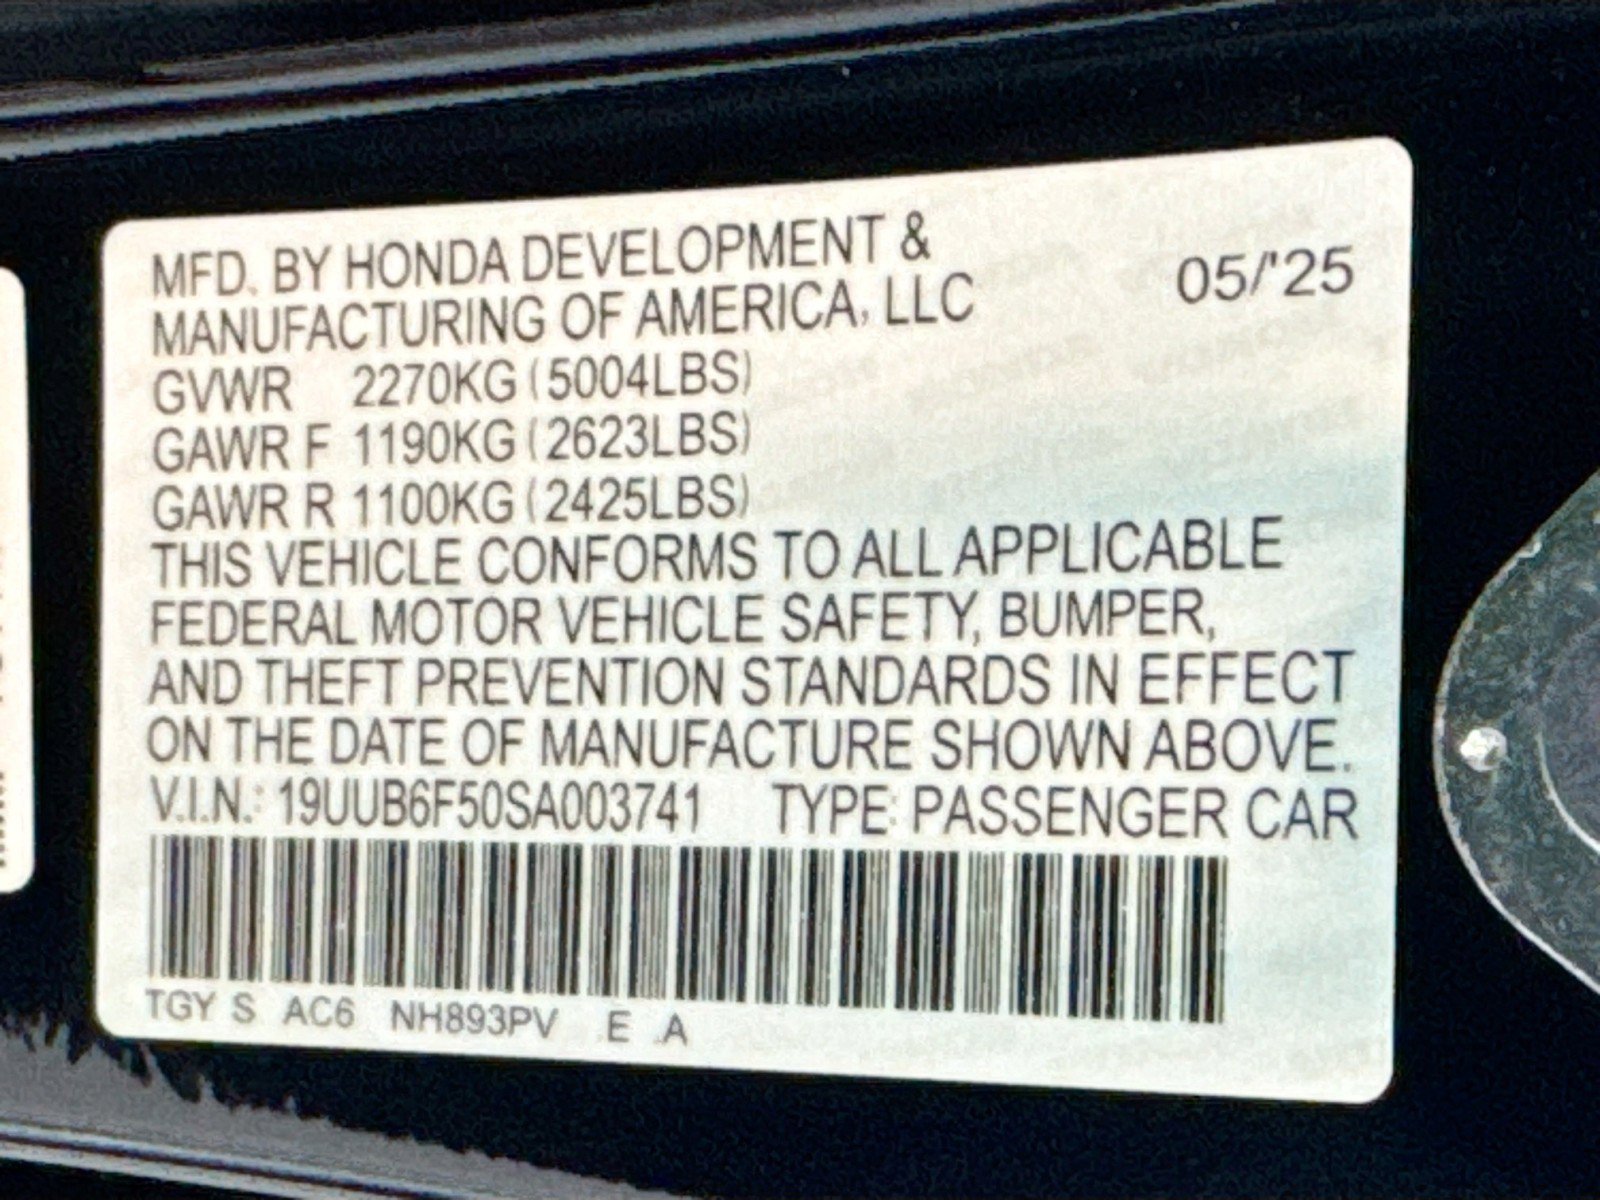 MFD. BY HONDA DEVELOPMENT &
MANUFACTURING OF AMERICA, LLC
05/'25
GVWR 2270KG (5004LBS)
GAWR F 1190KG (2623LBS)
GAWR R 1100KG (2425LBS)
THIS VEHICLE CONFORMS TO ALL APPLICABLE
FEDERAL MOTOR VEHICLE SAFETY, BUMPER,
AND THEFT PREVENTION STANDARDS IN EFFECT
ON THE DATE OF MANUFACTURE SHOWN ABOVE.
V.I.N.: 19UUB6F50SA003741 TYPE: PASSENGER CAR
TGY S AC6 NH893PV E A